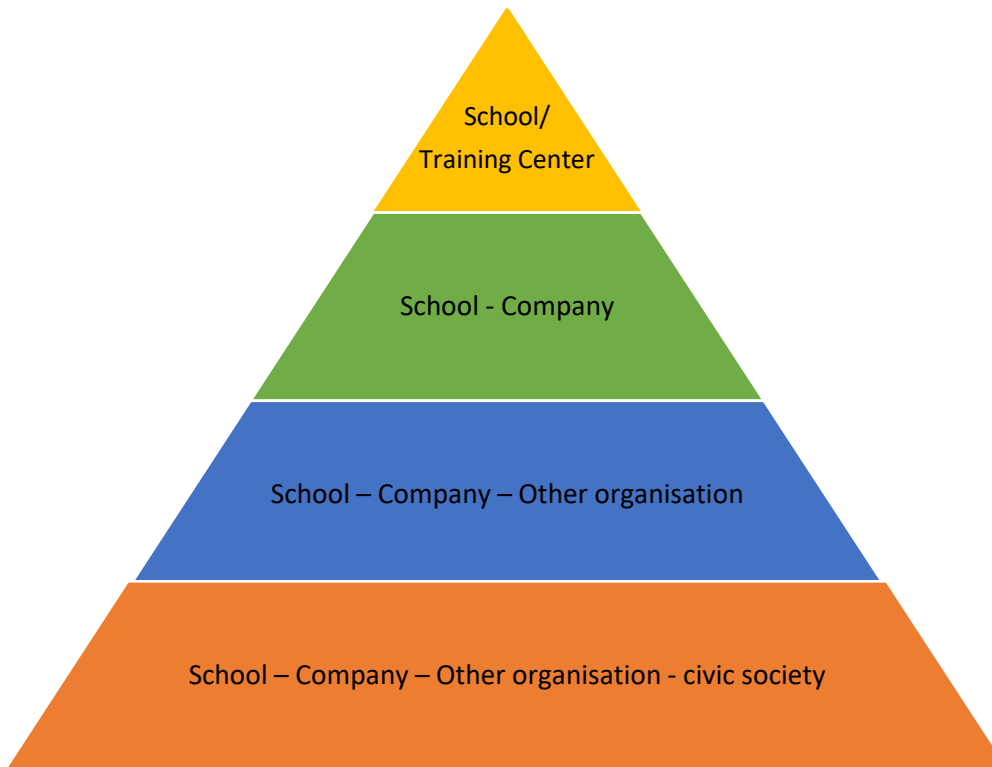 School/
Training Center
School - Company
School – Company – Other organisation
School – Company – Other organisation - civic society